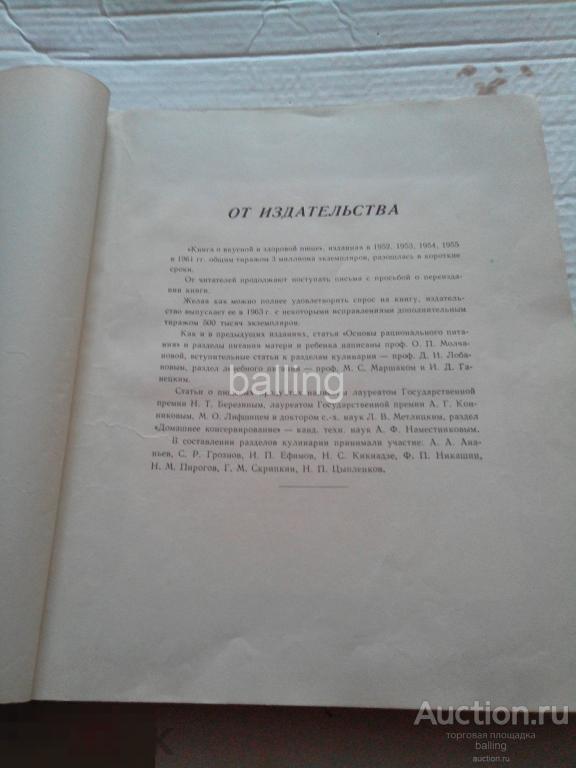 ОТ ИЗДАТЕЛЬСТВА
«Книга о вкусной и здоровой пище», изданная в 1952, 1953, 1954, 1955
и 1961 гг. общим тиражом 3 миллиона экземпляров, разошлась в короткие
сроки.
От читателей продолжают поступать письма с просьбой о переизда-
нии книги.
Желая как можно полнее удовлетворить спрос на книгу, издатель-
ство выпускает ее в 1963 г. с некоторыми исправлениями дополнительным
тиражом 500 тысяч экземпляров.
Как и в предыдущих изданиях, статья «Основы рационального пита-
ния» и разделы питания матери и ребенка написаны проф. О. П. Молча-
новой, вступительные статьи к разделам кулинарии — проф. Д. И. Лоба-
новым, раздел лечебного питания — проф. М. С. Маршаком и И. Д. Га-
нецким.
balling
Статьи о пищевых продуктах написаны лауреатом Государственной
премии Н. Т. Березиным, лауреатом Государственной премии А. Г. Кон-
никовым, М. О. Лифшицем и доктором с.-х. наук Л. В. Метлицким, раздел
«Домашнее консервирование» — канд. техн. наук А. Ф. Наместниковым.
В составлении разделов кулинарии принимали участие: А. А. Ана-
ньев, С. Р. Грознов, И. П. Ефимов, Н. С. Кикнадзе, Ф. П. Никашин,
Н. М. Пирогов, Г. М. Скрипкин, Н. П. Цыпленков.
Auction.ru
торговая площадка
balling
auction.ru